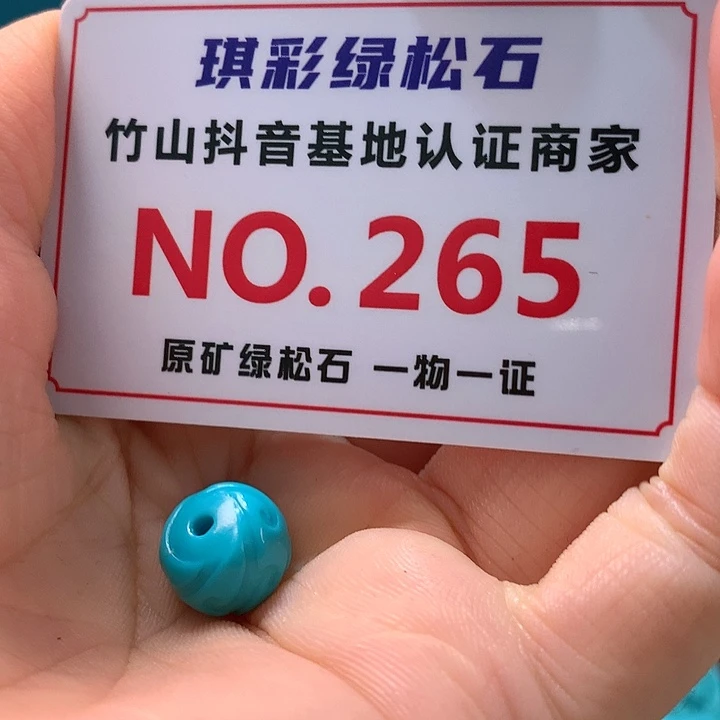 琪彩绿松石
竹山抖音基地认证商家
NO.265
原矿绿松石 一物一证